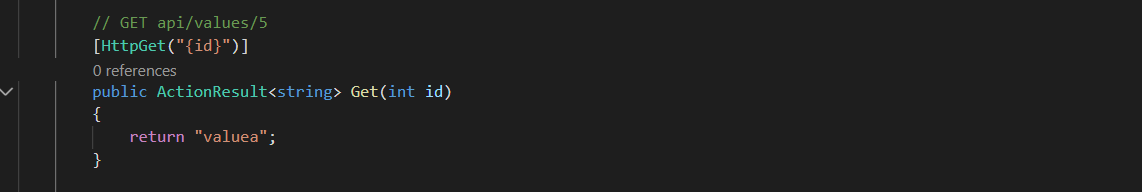 // GET api/values/5
[HttpGet("{id}")]
0 references
public ActionResult<string> Get(int id)
{
return "valuea";
}